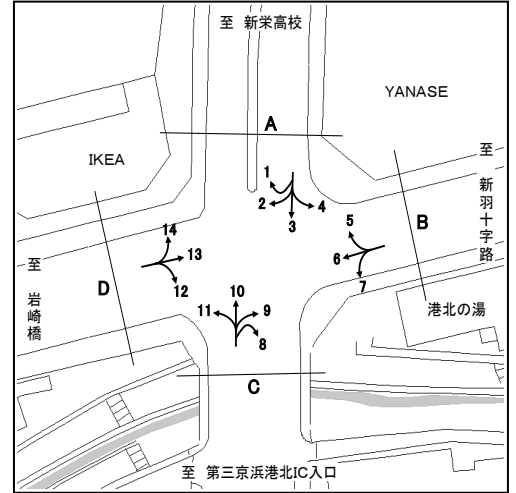 至 新栄高校
YANASE
A
IKEA
至 新羽十字路
1
2
3
4
5
6
7
B
14
13
12
D
至 岩崎橋
10
11
9
8
港北の湯
C
至 第三京浜港北IC入口